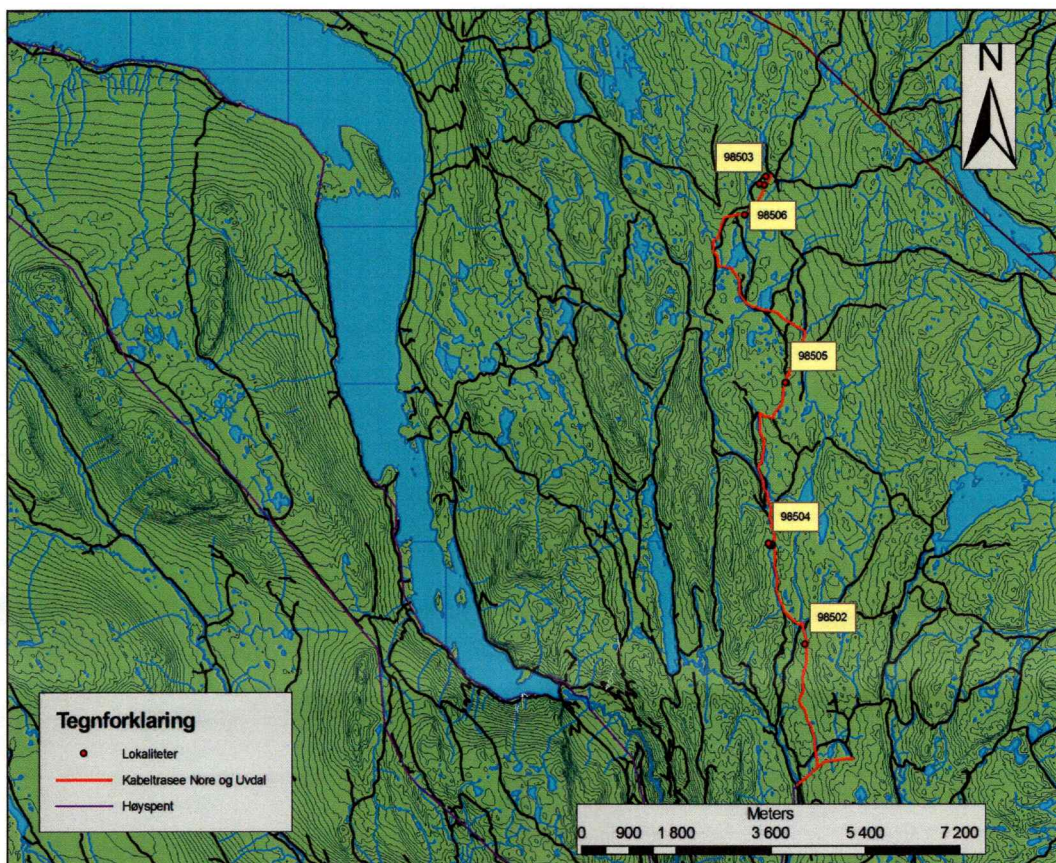 N
98503
98506
98505
98504
98502
Tegnforklaring
Lokaliteter
Kabeltrasee Nore og Uvdal
Høyspent
Meters
0 900 1 800 3 600 5 400 7 200